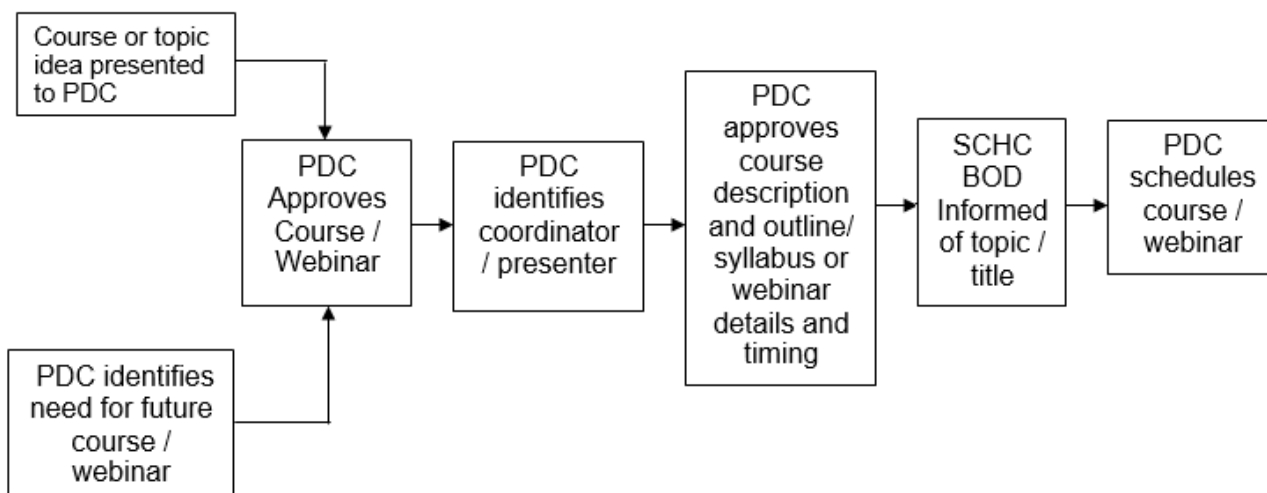 Course or topic
idea presented
to PDC
PDC identifies
need for future
course /
webinar
PDC
Approves
Course /
Webinar
PDC
identifies
coordinator
/ presenter
PDC
approves
course
description
and outline/
syllabus or
webinar
details and
timing
SCHC
BOD
Informed
of topic /
title
PDC
schedules
course /
webinar